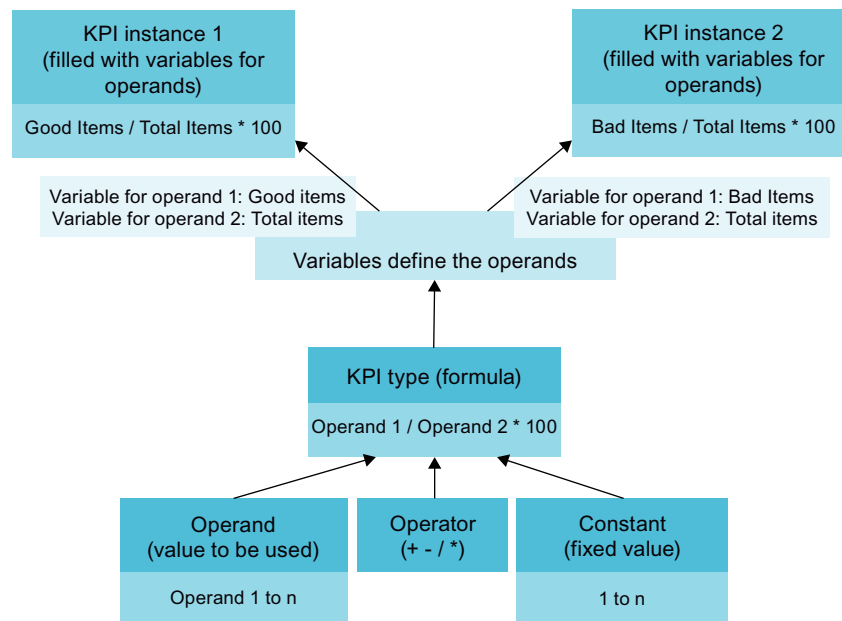 KPI instance 1
(filled with variables for
operands)
Good Items / Total Items * 100
KPI instance 2
(filled with variables for
operands)
Bad Items / Total Items * 100
Variable for operand 1: Good items
Variable for operand 2: Total items
Variable for operand 1: Bad Items
Variable for operand 2: Total items
Variables define the operands
KPI type (formula)
Operand 1 / Operand 2 * 100
Operand
(value to be used)
Operand 1 to n
Operator
(+ - / *)
Constant
(fixed value)
1 to n